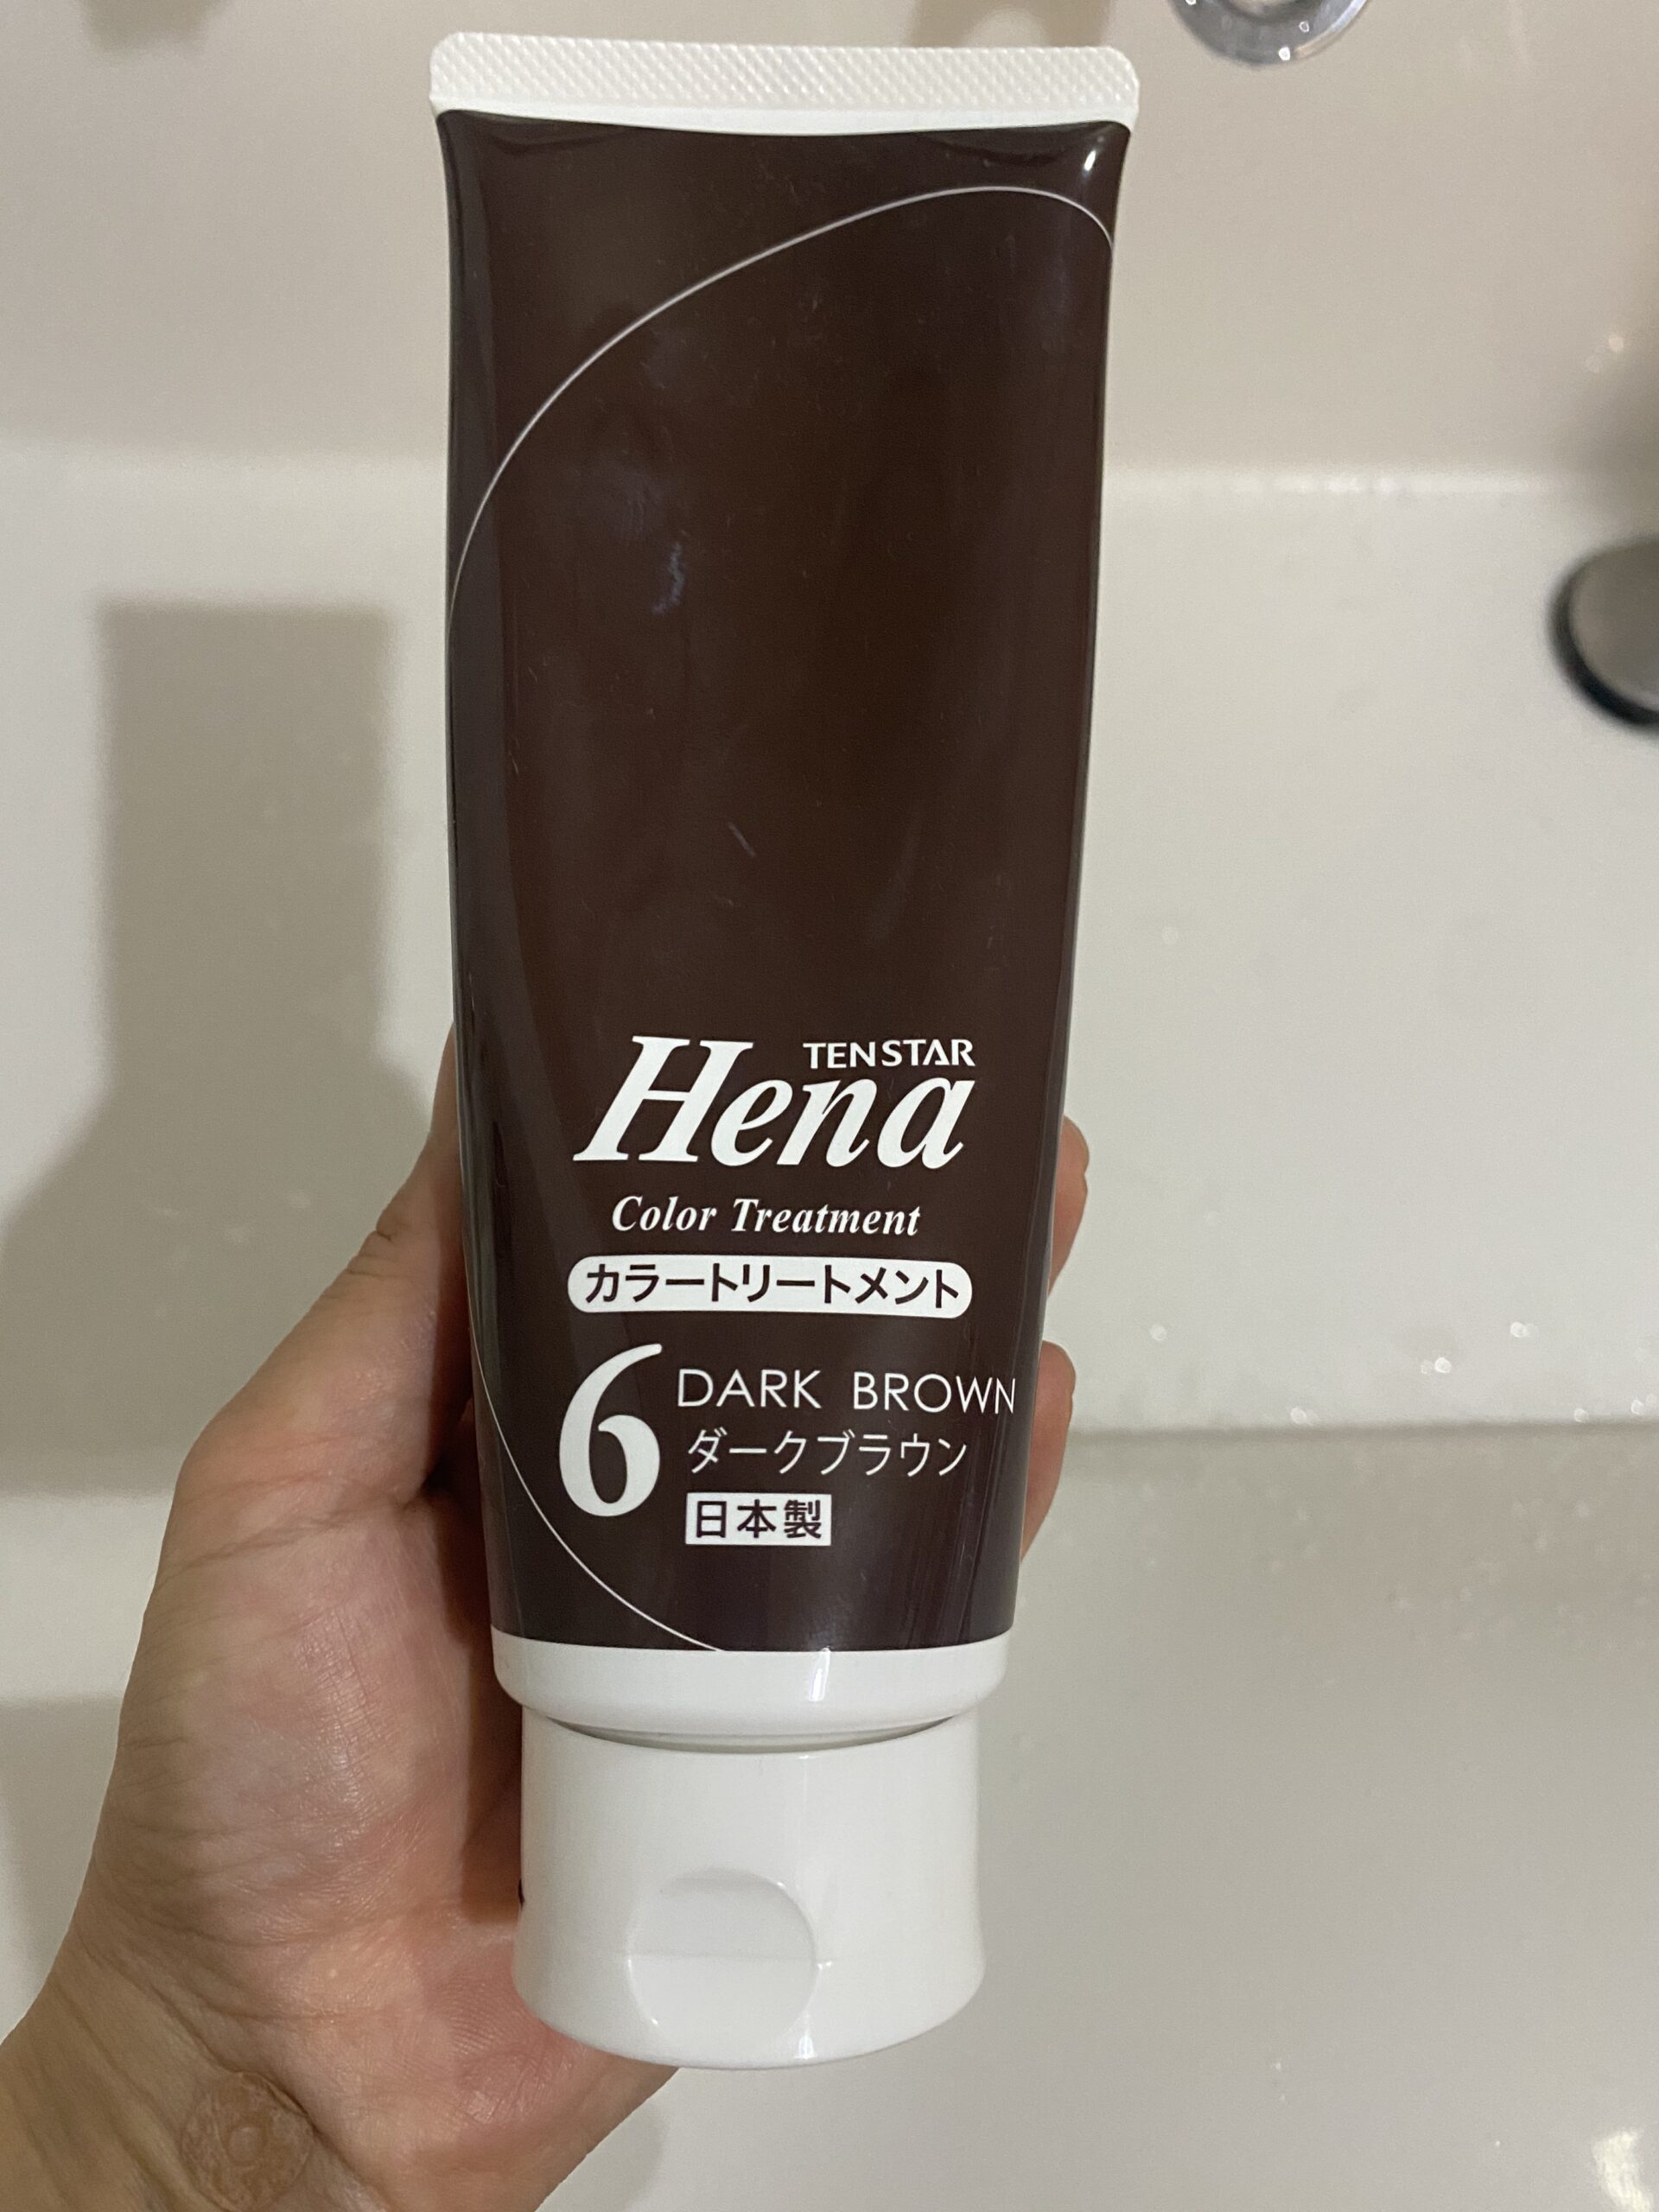 TENSTAR
Hena
Color Treatment
カラートリートメント
6 DARK BROWN
ダークブラウン
日本製